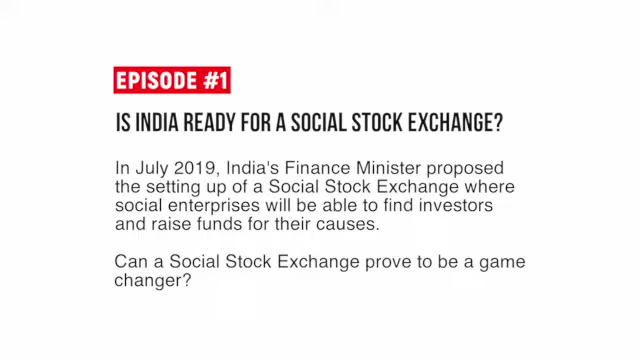 EPISODE #1
IS INDIA READY FOR A SOCIAL STOCK EXCHANGE?
In July 2019, India's Finance Minister proposed
the setting up of a Social Stock Exchange where
social enterprises will be able to find investors
and raise funds for their causes.
Can a Social Stock Exchange prove to be a game
changer?